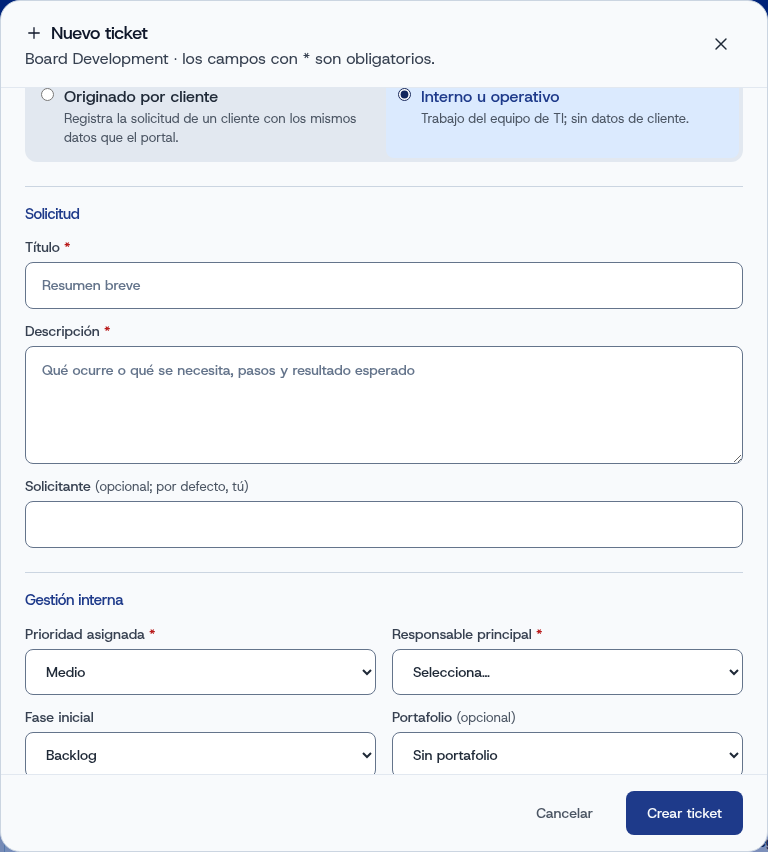 Nuevo ticket
Board Development · los campos con * son obligatorios.
Originado por cliente
Registra la solicitud de un cliente con los mismos
datos que el portal.
Interno u operativo
Trabajo del equipo de TI; sin datos de cliente.
Solicitud
Título *
Resumen breve
Descripción *
Qué ocurre o qué se necesita, pasos y resultado esperado
Solicitante (opcional; por defecto, tú)
Gestión interna
Prioridad asignada *
Medio
Responsable principal *
Selecciona...
Fase inicial
Backlog
Portafolio (opcional)
Sin portafolio
Cancelar
Crear ticket